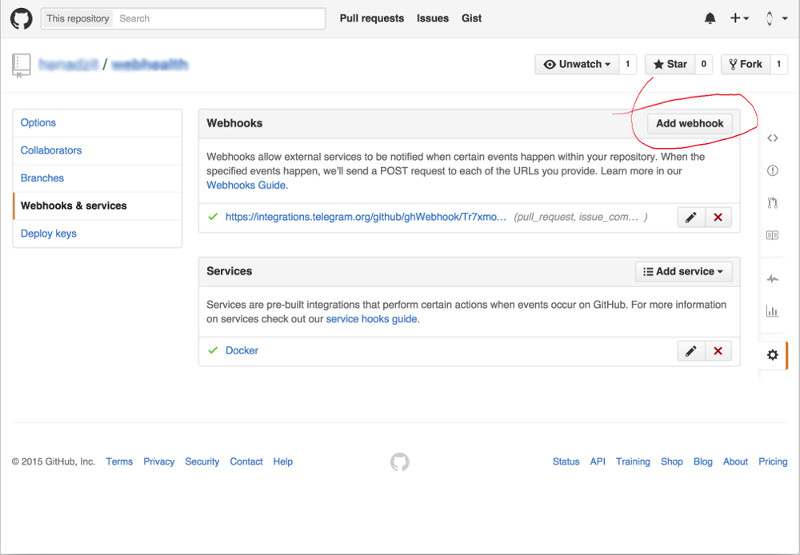 This repository Search Pull requests Issues Gist
/ Unwatch 1 Star 0 Fork 1
Options
Collaborators
Branches
Webhooks & services
Deploy keys
Webhooks Add webhook
Webhooks allow external services to be notified when certain events happen within your repository. When the
specified events happen, we'll send a POST request to each of the URLs you provide. Learn more in our
Webhooks Guide.
https://integrations.telegram.org/github/ghWebhook/Tr7xmo... (pull_request, issue_com... )
Services Add service
Services are pre-built integrations that perform certain actions when events occur on GitHub. For more information
on services check out our service hooks guide.
Docker
© 2015 GitHub, Inc. Terms Privacy Security Contact Help Status API Training Shop Blog About Pricing